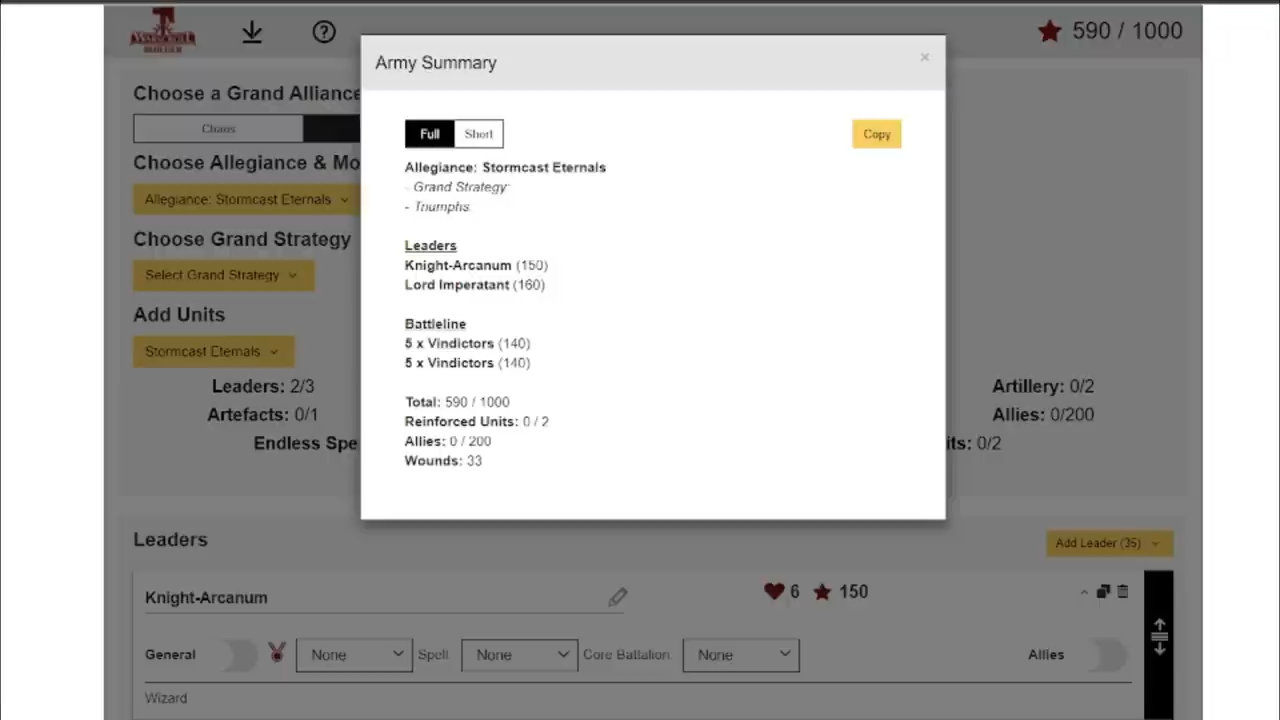 WARSCROLL
BUILDER
590 / 1000
Army Summary
×
Choose a Grand Alliance
Chaos
Full
Short
Copy
Choose Allegiance & Mo
Allegiance: Stormcast Eternals
Allegiance: Stormcast Eternals
- Grand Strategy:
- Triumphs
Choose Grand Strategy
Select Grand Strategy
Leaders
Knight-Arcanum (150)
Lord Imperatant (160)
Add Units
Stormcast Eternals
Battleline
5 x Vindictors (140)
5 x Vindictors (140)
Leaders: 2/3
Artillery: 0/2
Artefacts: 0/1
Allies: 0/200
Endless Spe
its: 0/2
Total: 590 / 1000
Reinforced Units: 0 / 2
Allies: 0 / 200
Wounds: 33
Leaders
Add Leader (35)
Knight-Arcanum
6
150
General
None
Spell:
None
Core Battalion:
None
Allies
Wizard